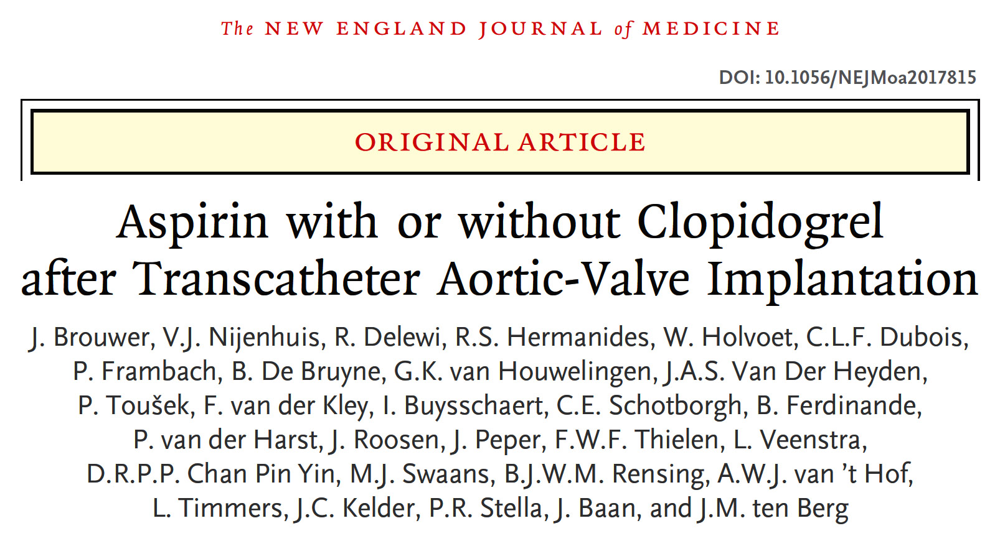 The NEW ENGLAND JOURNAL of MEDICINE
DOI: 10.1056/NEJMoa2017815
ORIGINAL ARTICLE
Aspirin with or without Clopidogrel
after Transcatheter Aortic-Valve Implantation
J. Brouwer, V.J. Nijenhuis, R. Delewi, R.S. Hermanides, W. Holvoet, C.L.F. Dubois,
P. Frambach, B. De Bruyne, G.K. van Houwelingen, J.A.S. Van Der Heyden,
P. Toušek, F. van der Kley, I. Buysschaert, C.E. Schotborgh, B. Ferdinande,
P. van der Harst, J. Roosen, J. Peper, F.W.F. Thielen, L. Veenstra,
D.R.P.P. Chan Pin Yin, M.J. Swaans, B.J.W.M. Rensing, A.W.J. van ’t Hof,
L. Timmers, J.C. Kelder, P.R. Stella, J. Baan, and J.M. ten Berg